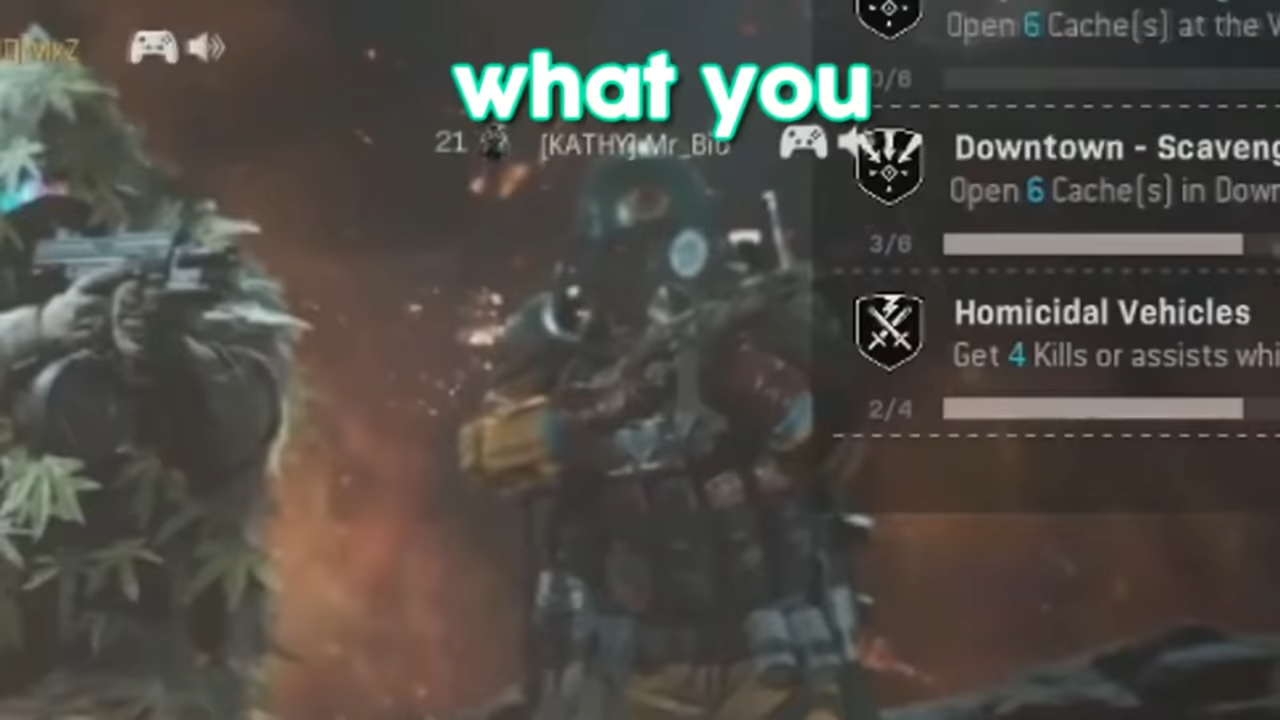 what you
21 [KATHY]Mr_Bio
Open 6 Cache(s) at the
0/6
Downtown - Scaveng
Open 6 Cache(s) in Down
3/6
Homicidal Vehicles
Get 4 Kills or assists whi
2/4